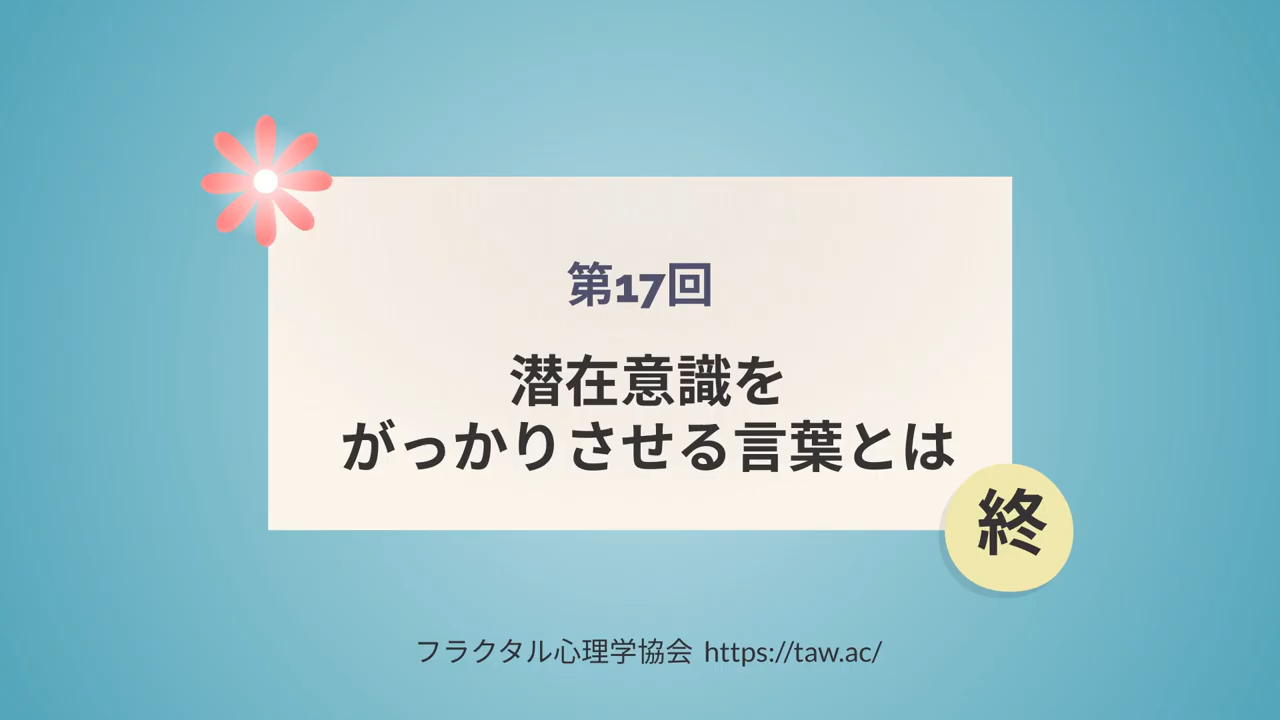 第17回
潜在意識を
がっかりさせる言葉とは
終
フラクタル心理学協会 https://taw.ac/